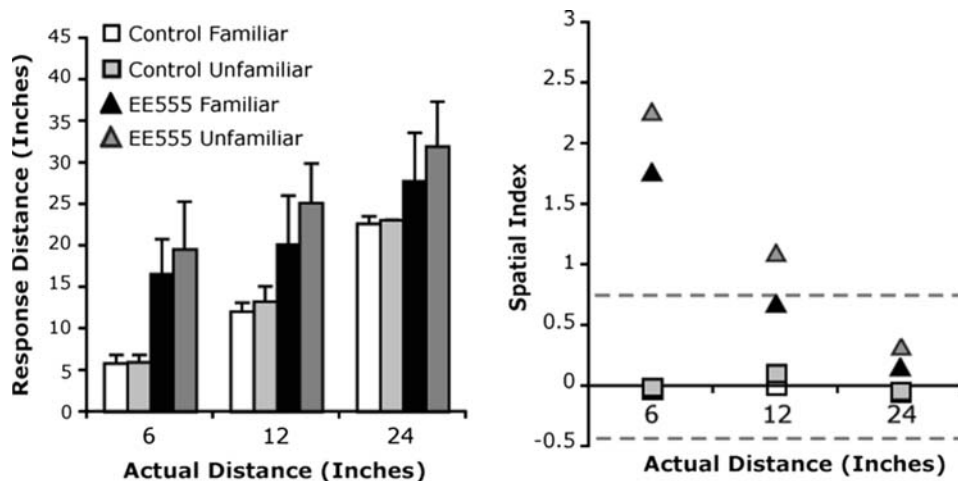 Response Distance (Inches)
45
40
35
30
25
20
15
10
5
0
Control Familiar
Control Unfamiliar
EE555 Familiar
EE555 Unfamiliar
6 12 24
Actual Distance (Inches)
Spatial Index
3
2.5
2
1.5
1
0.5
0
-0.5
6 12 24
Actual Distance (Inches)